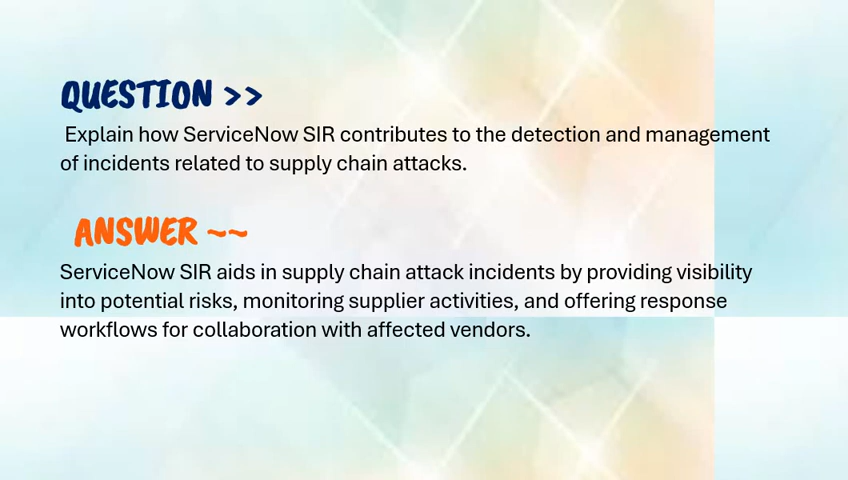 QUESTION >>
Explain how ServiceNow SIR contributes to the detection and management
of incidents related to supply chain attacks.
ANSWER ~~
ServiceNow SIR aids in supply chain attack incidents by providing visibility
into potential risks, monitoring supplier activities, and offering response
workflows for collaboration with affected vendors.